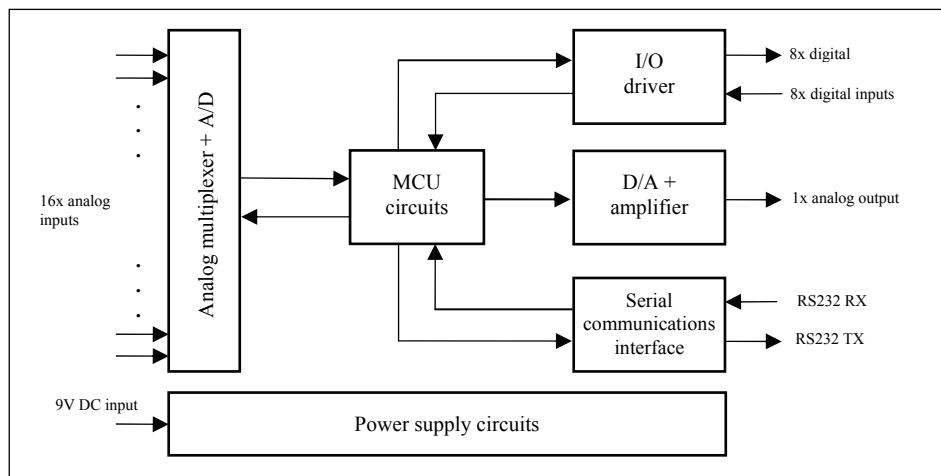 Analog multiplexer + A/D
16x analog
inputs
MCU
circuits
I/O
driver
8x digital
8x digital inputs
D/A +
amplifier
1x analog output
Serial
communications
interface
RS232 RX
RS232 TX
9V DC input
Power supply circuits